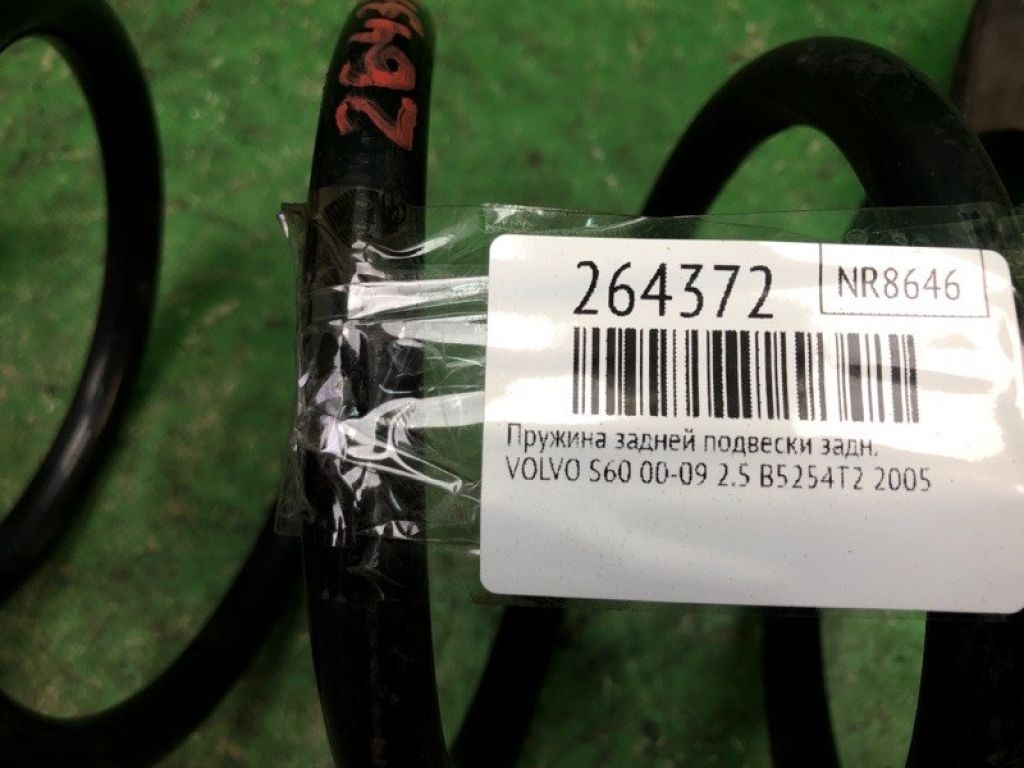 264372
NR8646
Пружина задней подвески задн.
VOLVO S60 00-09 2.5 B5254T2 2005